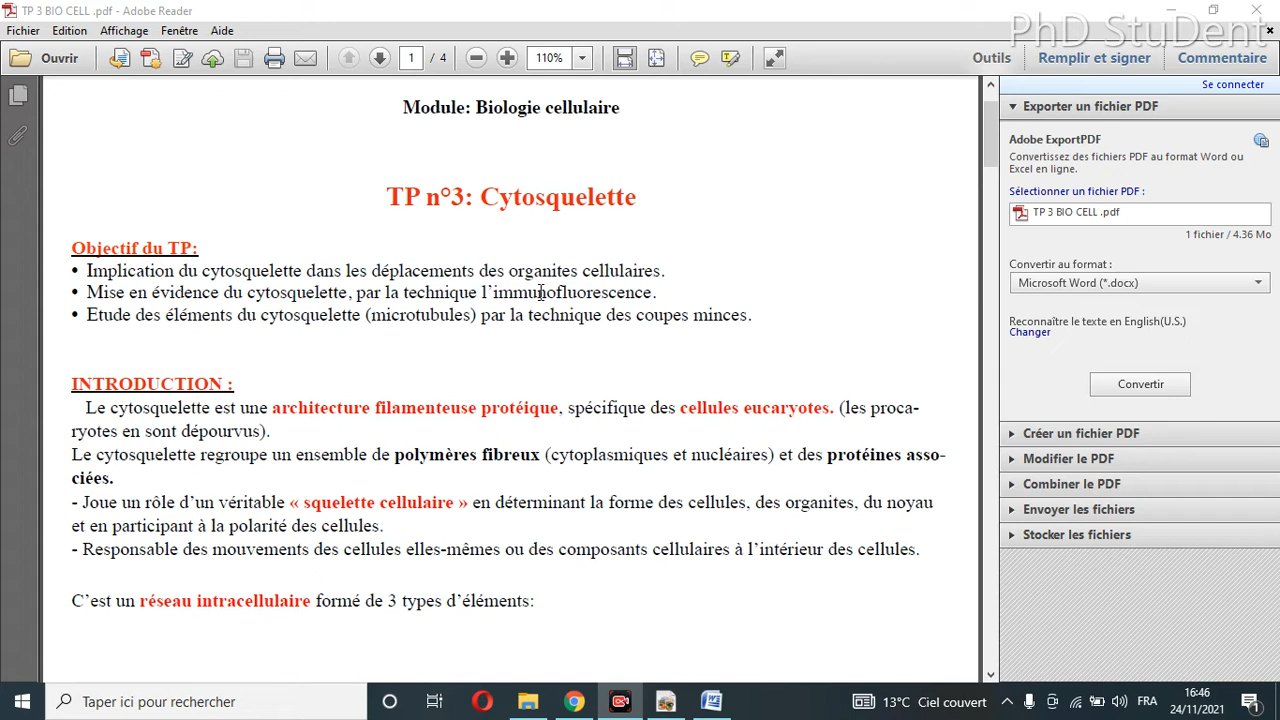 TP 3 BIO CELL .pdf - Adobe Reader
PhD StuDent
Fichier Edition Affichage Fenêtre Aide
Ouvrir 1 / 4 110% Outils Remplir et signer Commentaire
Se connecter
Module: Biologie cellulaire
TP n°3: Cytosquelette
Objectif du TP:
• Implication du cytosquelette dans les déplacements des organites cellulaires.
• Mise en évidence du cytosquelette, par la technique l’immunofluorescence.
• Etude des éléments du cytosquelette (microtubules) par la technique des coupes minces.
INTRODUCTION :
Le cytosquelette est une architecture filamenteuse protéique, spécifique des cellules eucaryotes. (les proca-
ryotes en sont dépourvus).
Le cytosquelette regroupe un ensemble de polymères fibreux (cytoplasmiques et nucléaires) et des protéines asso-
ciées.
- Joue un rôle d’un véritable « squelette cellulaire » en déterminant la forme des cellules, des organites, du noyau
et en participant à la polarité des cellules.
- Responsable des mouvements des cellules elles-mêmes ou des composants cellulaires à l’intérieur des cellules.
C’est un réseau intracellulaire formé de 3 types d’éléments:
Exporter un fichier PDF
Adobe ExportPDF
Convertissez des fichiers PDF au format Word ou
Excel en ligne.
Sélectionner un fichier PDF :
TP 3 BIO CELL .pdf
1 fichier / 4.36 Mo
Convertir au format :
Microsoft Word (*.docx)
Reconnaître le texte en English(U.S.)
Changer
Convertir
Créer un fichier PDF
Modifier le PDF
Combiner le PDF
Envoyer les fichiers
Stocker les fichiers
Taper ici pour rechercher
13°C Ciel couvert
FRA
16:46
24/11/2021
1